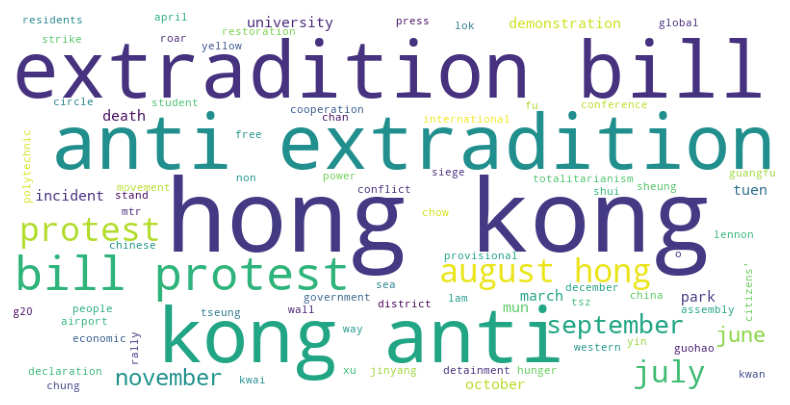 residents april university press lok demonstration global
strike roar yellow restoration
extradition bill
circle student cooperation fu conference
death chan international
polytechnic anti extradition
free
non power siege totalitarianism guangfu
incident movement stand conflict shui sheung tuen
mtr hong kong chow
protest lennon
chinese provisional o
bill protest sea august hong citizens'
g20 people government district lam march december tsz china park assembly
airport tseung wall mun
kong anti september
economic rally way western yin guohao june
declaration chung november kwai xu jinyang detainment hunger october july kwan